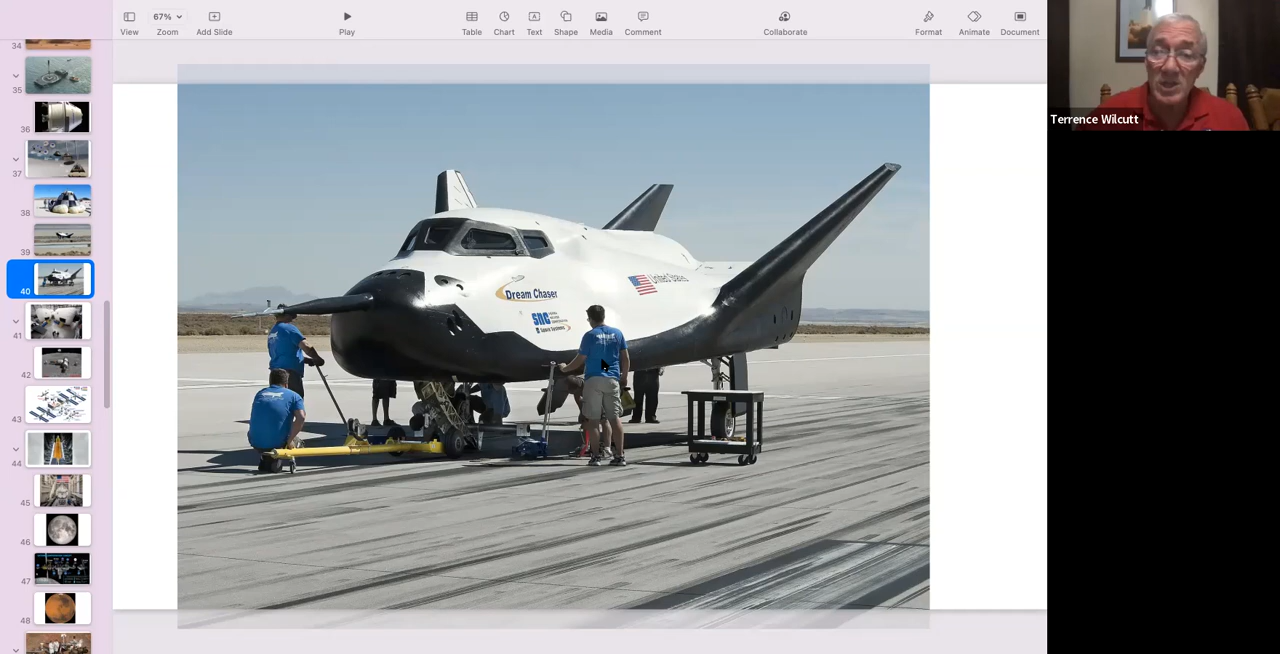 67%
View
Zoom
Add Slide
Play
Table
Chart
Text
Shape
Media
Comment
Collaborate
Format
Animate
Document
34
35
36
37
38
39
40
41
42
43
44
45
46
47
48
Dream Chaser
United States
SNC
Space Systems
Terrence Wilcutt